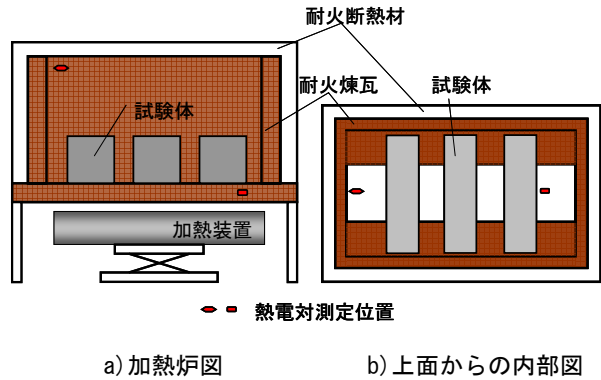 耐火断熱材
耐火煉瓦
試験体
試験体
加熱装置
熱電対測定位置
a)加熱炉図
b)上面からの内部図